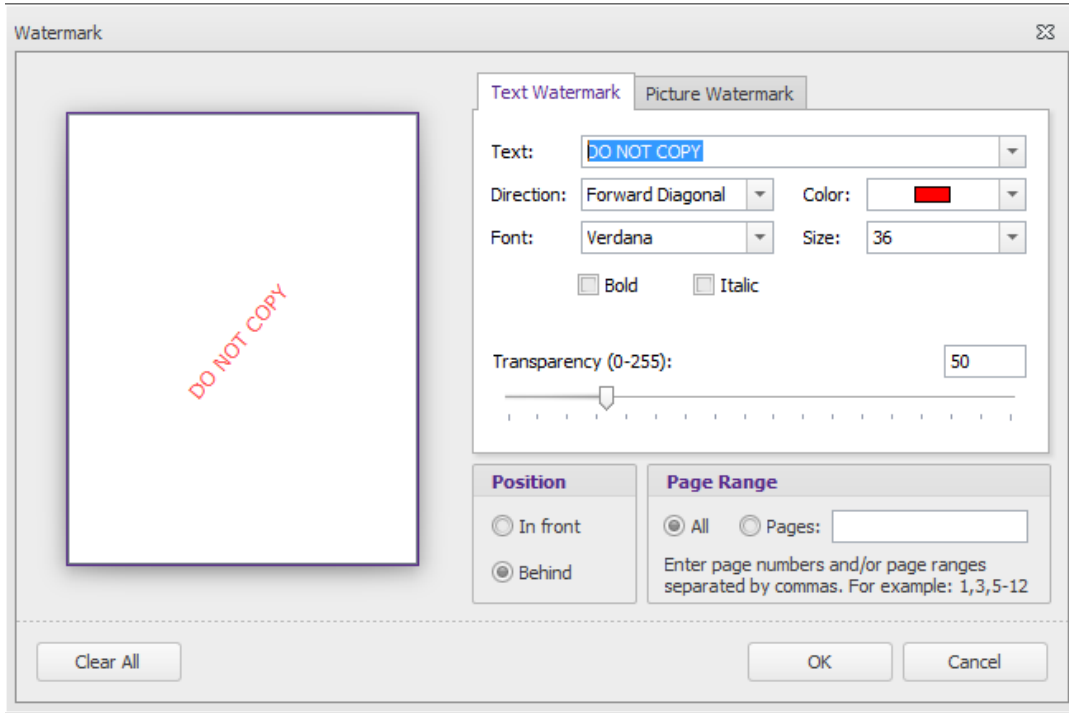 Watermark
DO NOT COPY
Text Watermark Picture Watermark
Text: DO NOT COPY
Direction: Forward Diagonal Color:
Font: Verdana Size: 36
Bold Italic
Transparency (0-255): 50
Position
In front
Behind
Page Range
All Pages:
Enter page numbers and/or page ranges
separated by commas. For example: 1,3,5-12
Clear All OK Cancel